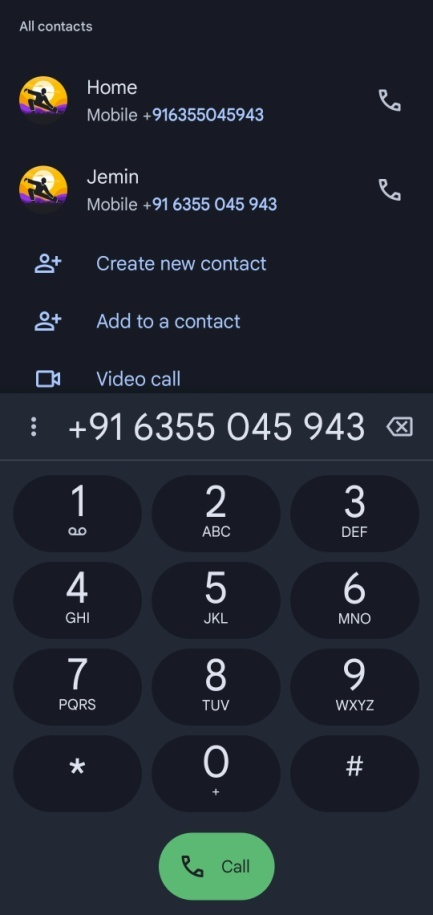 All contacts
Home
Mobile +916355045943
Jemin
Mobile +91 6355 045 943
Create new contact
Add to a contact
Video call
+91 6355 045 943
1 2 3
ABC DEF
4 5 6
GHI JKL MNO
7 8 9
PQRS TUV WXYZ
* 0 #
+
Call